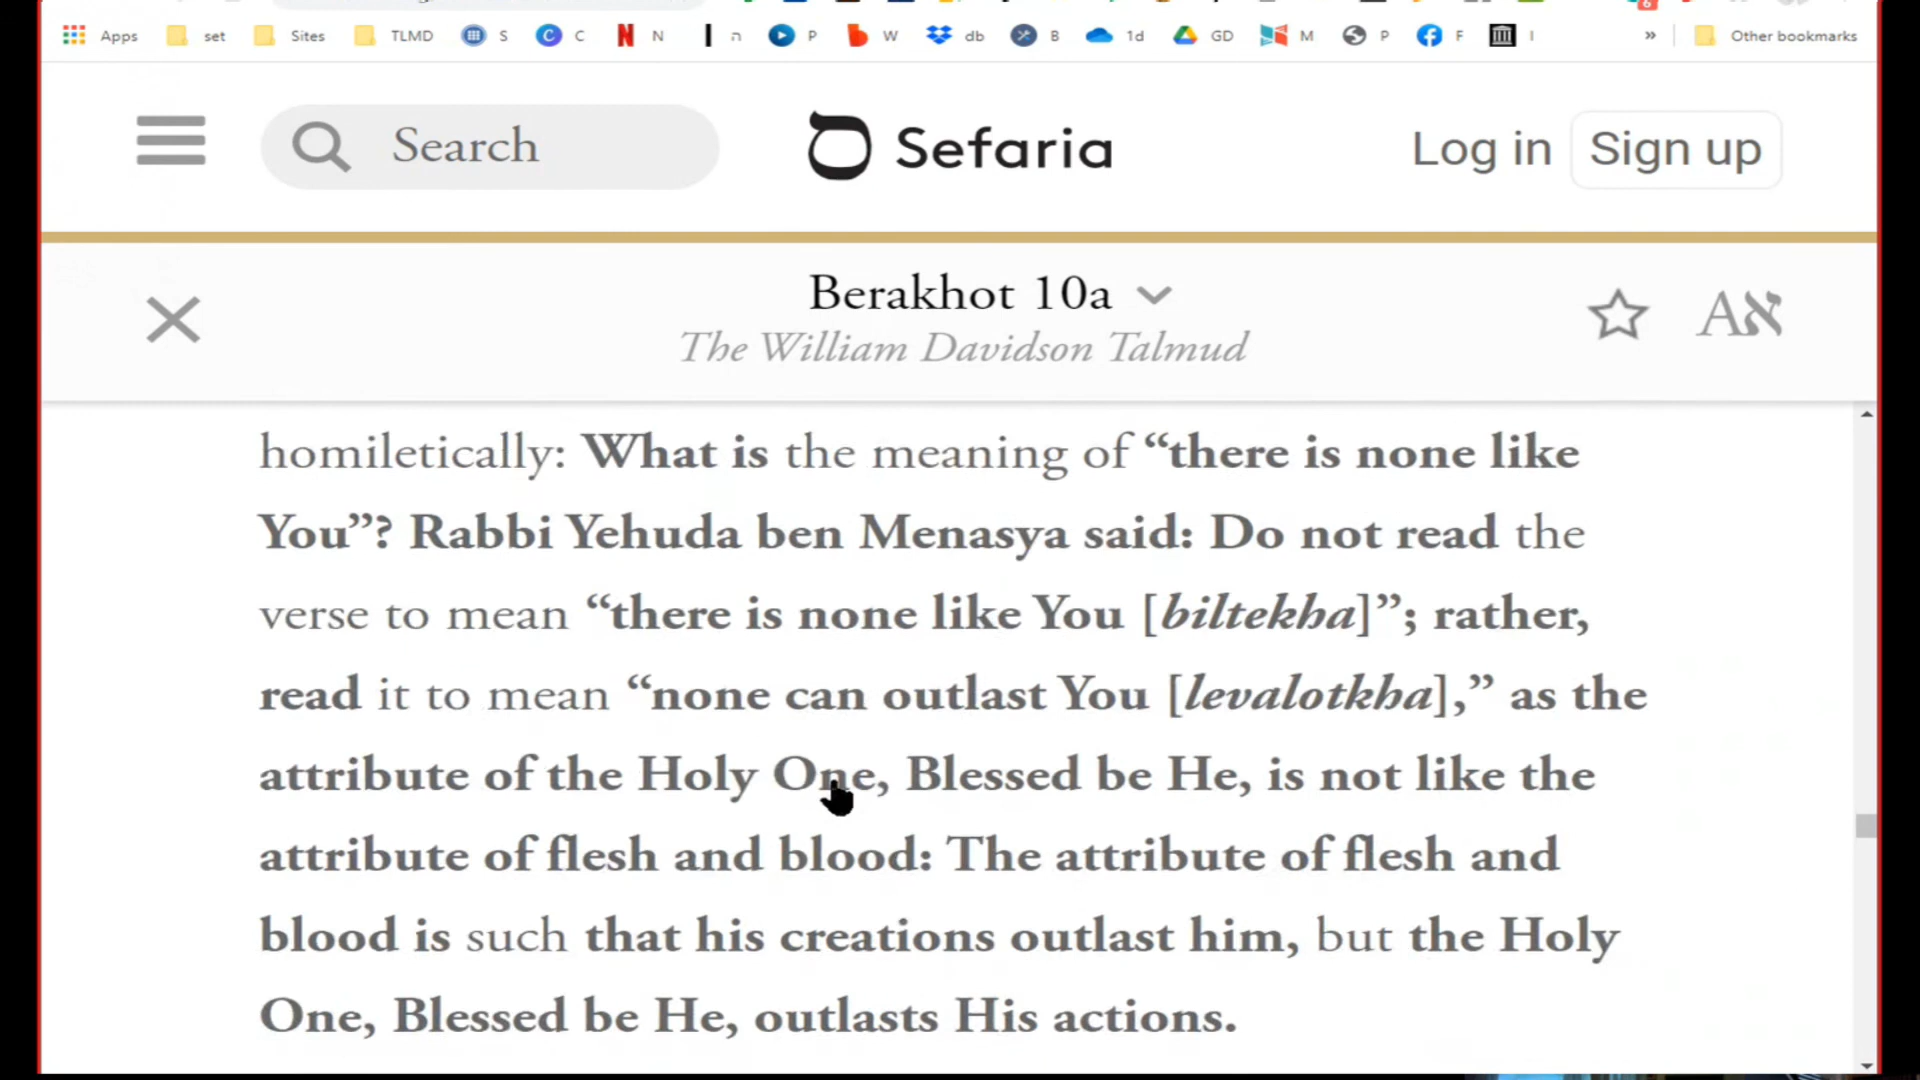 Apps set Sites TLMD S C N ה P W db B 1d GD M P F I » Other bookmarks
Search Sefaria Log in Sign up
Berakhot 10a
The William Davidson Talmud
homiletically: What is the meaning of “there is none like
You”? Rabbi Yehuda ben Menasya said: Do not read the
verse to mean “there is none like You [biltekha]”; rather,
read it to mean “none can outlast You [levalotkha],” as the
attribute of the Holy One, Blessed be He, is not like the
attribute of flesh and blood: The attribute of flesh and
blood is such that his creations outlast him, but the Holy
One, Blessed be He, outlasts His actions.